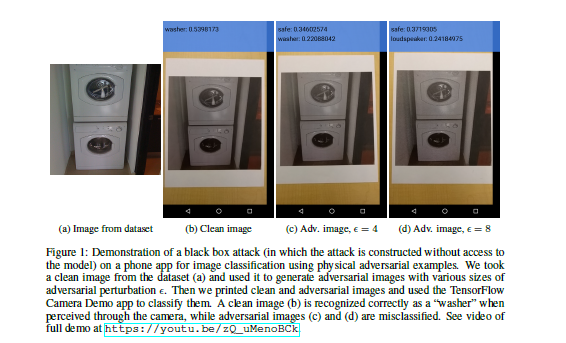 washer: 0.5398173
safe: 0.34602574
washer: 0.22088042
safe: 0.3719305
loudspeaker: 0.24184975
(a) Image from dataset
(b) Clean image
(c) Adv. image, ϵ = 4
(d) Adv. image, ϵ = 8
Figure 1: Demonstration of a black box attack (in which the attack is constructed without access to
the model) on a phone app for image classification using physical adversarial examples. We took
a clean image from the dataset (a) and used it to generate adversarial images with various sizes of
adversarial perturbation ϵ. Then we printed clean and adversarial images and used the TensorFlow
Camera Demo app to classify them. A clean image (b) is recognized correctly as a “washer” when
perceived through the camera, while adversarial images (c) and (d) are misclassified. See video of
full demo at https://youtu.be/zQ_uMenoBCk